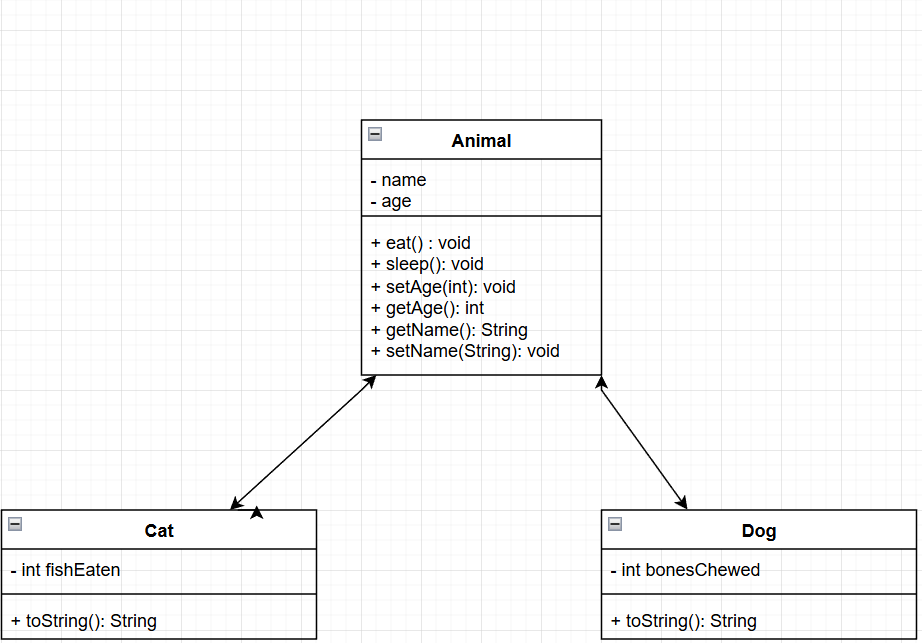 Animal
- name
- age
+ eat() : void
+ sleep(): void
+ setAge(int): void
+ getAge(): int
+ getName(): String
+ setName(String): void
Cat
- int fishEaten
+ toString(): String
Dog
- int bonesChewed
+ toString(): String